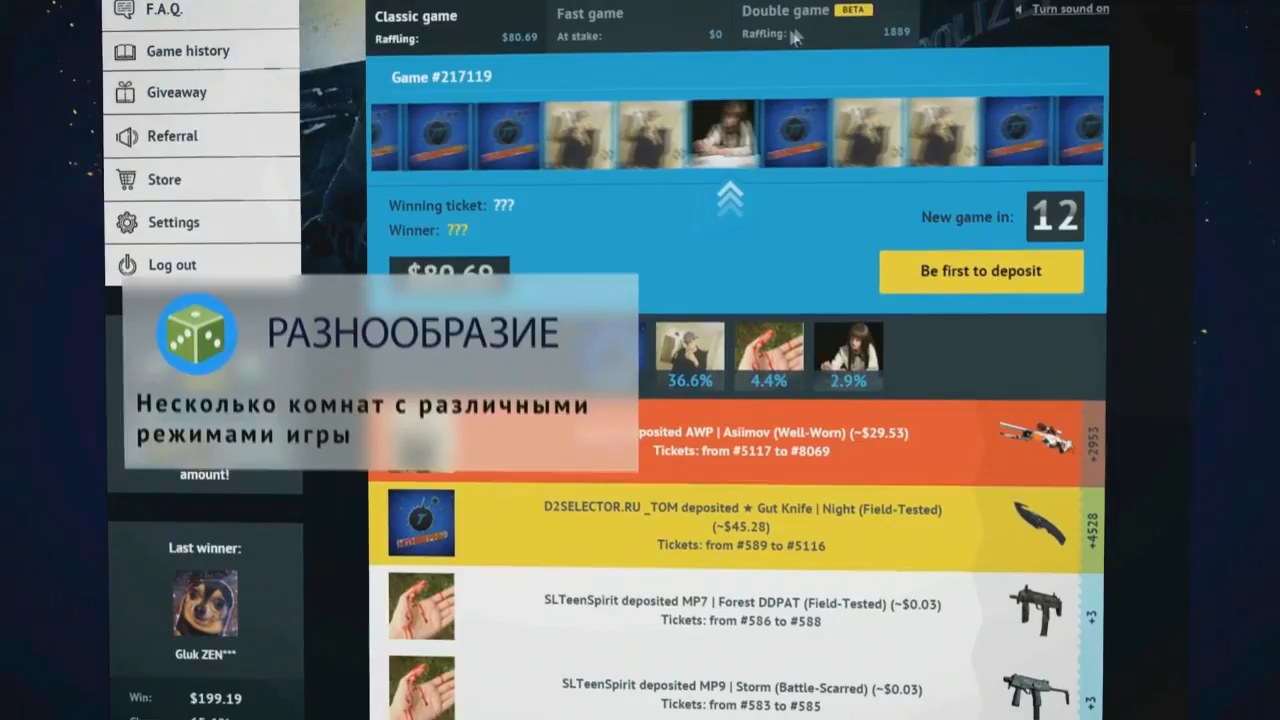 F.A.Q.
Game history
Giveaway
Referral
Store
Settings
Log out
Classic game
Raffling: $80.69
Fast game
At stake: $0
Double game BETA
Raffling: 1889
Turn sound on
Game #217119
Winning ticket: ???
Winner: ???
$80.69
New game in: 12
Be first to deposit
РАЗНООБРАЗИЕ
Несколько комнат с различными
режимами игры
36.6%
4.4%
2.9%
posited AWP | Asiimov (Well-Worn) (~$29.53)
Tickets: from #5117 to #8069
+2953
D2SELECTOR.RU _TOM deposited ★ Gut Knife | Night (Field-Tested)
(~$45.28)
Tickets: from #589 to #5116
+4528
SLTeenSpirit deposited MP7 | Forest DDPAT (Field-Tested) (~$0.03)
Tickets: from #586 to #588
+3
SLTeenSpirit deposited MP9 | Storm (Battle-Scarred) (~$0.03)
Tickets: from #583 to #585
+3
amount!
Last winner:
Gluk ZEN***
Win: $199.19